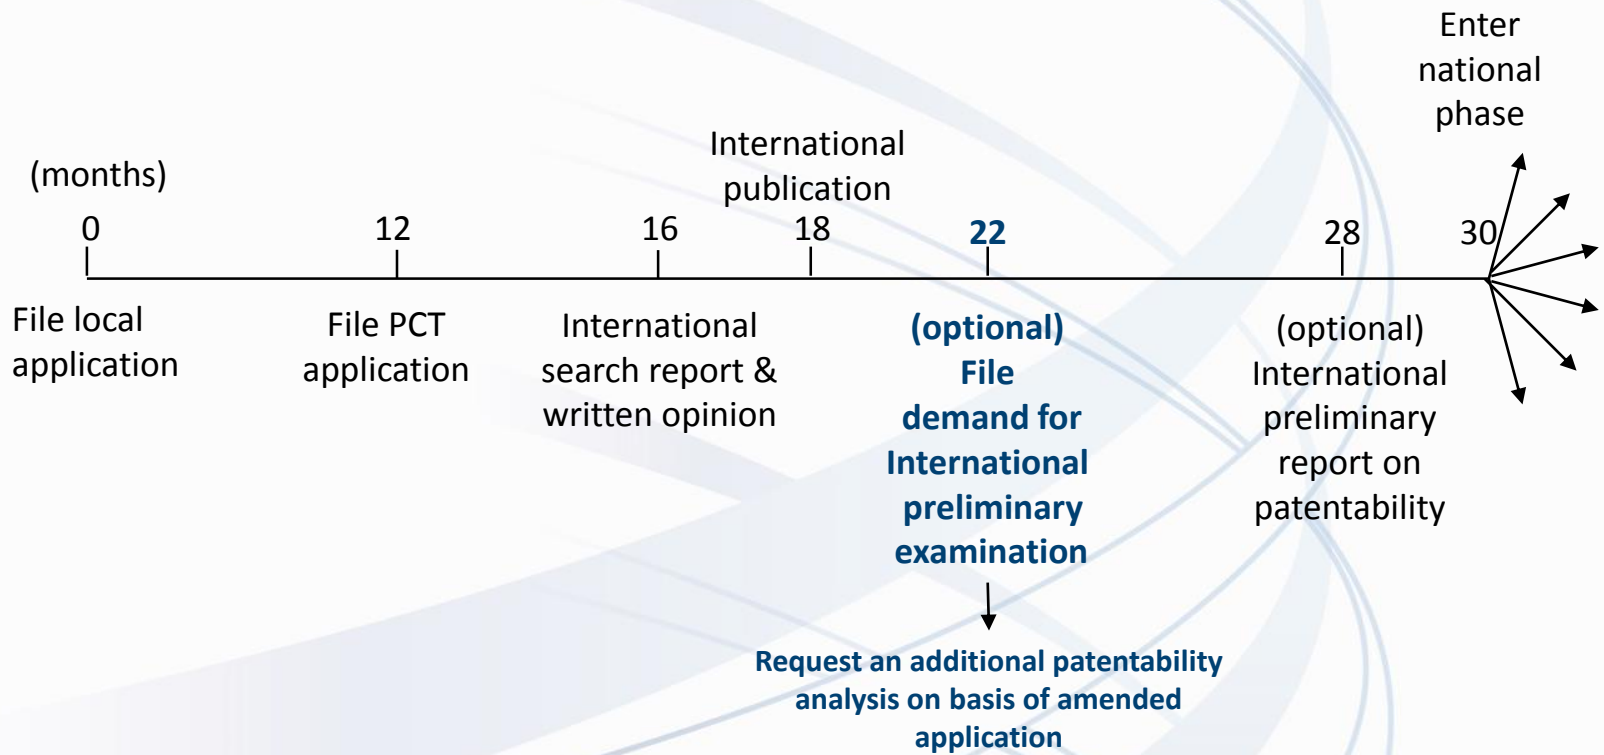 Enter
national
phase
International
publication
(months)
0
12
16
18
22
28
30
File local
application
File PCT
application
International
search report &
written opinion
(optional)
File
demand for
International
preliminary
examination
(optional)
International
preliminary
report on
patentability
Request an additional patentability
analysis on basis of amended
application